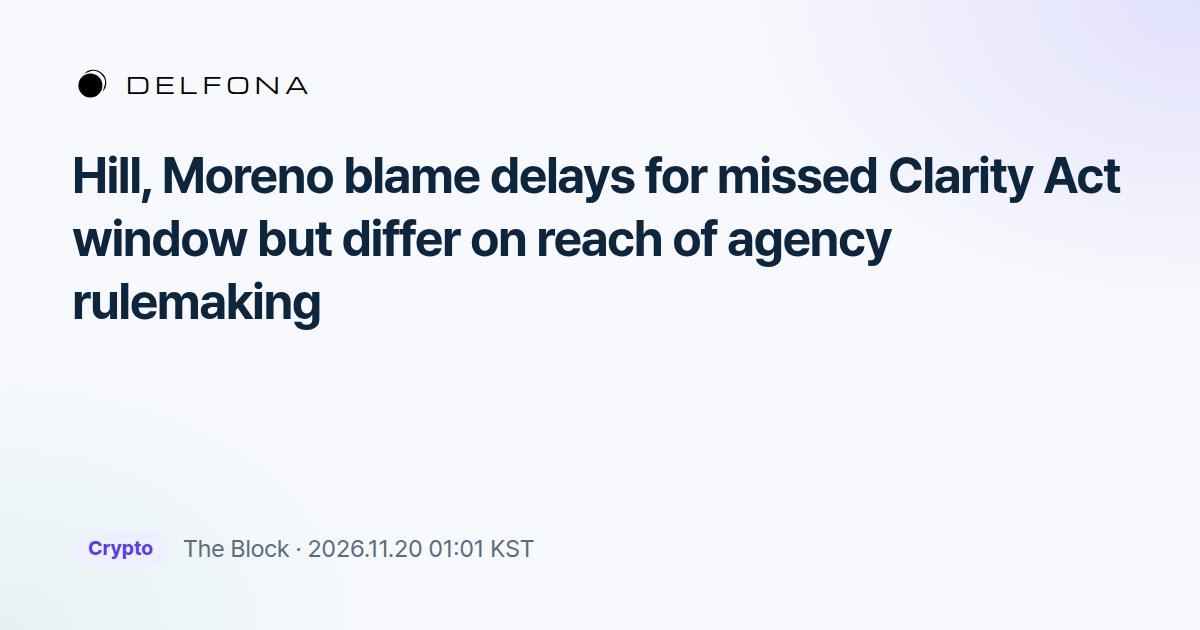 DELFONA
Hill, Moreno blame delays for missed Clarity Act
window but differ on reach of agency
rulemaking
Crypto The Block · 2026.11.20 01:01 KST